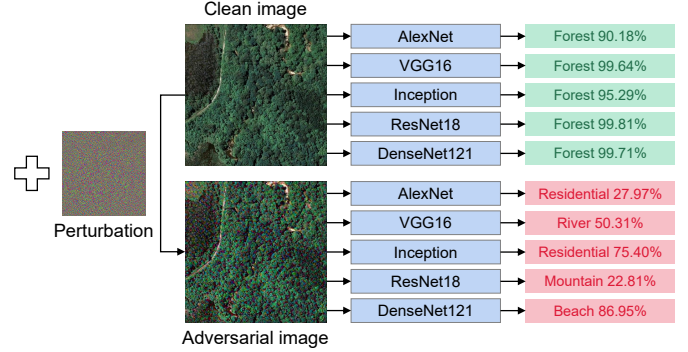 Clean image
AlexNet
Forest 90.18%
VGG16
Forest 99.64%
Inception
Forest 95.29%
ResNet18
Forest 99.81%
DenseNet121
Forest 99.71%
Perturbation
AlexNet
Residential 27.97%
VGG16
River 50.31%
Inception
Residential 75.40%
ResNet18
Mountain 22.81%
DenseNet121
Beach 86.95%
Adversarial image